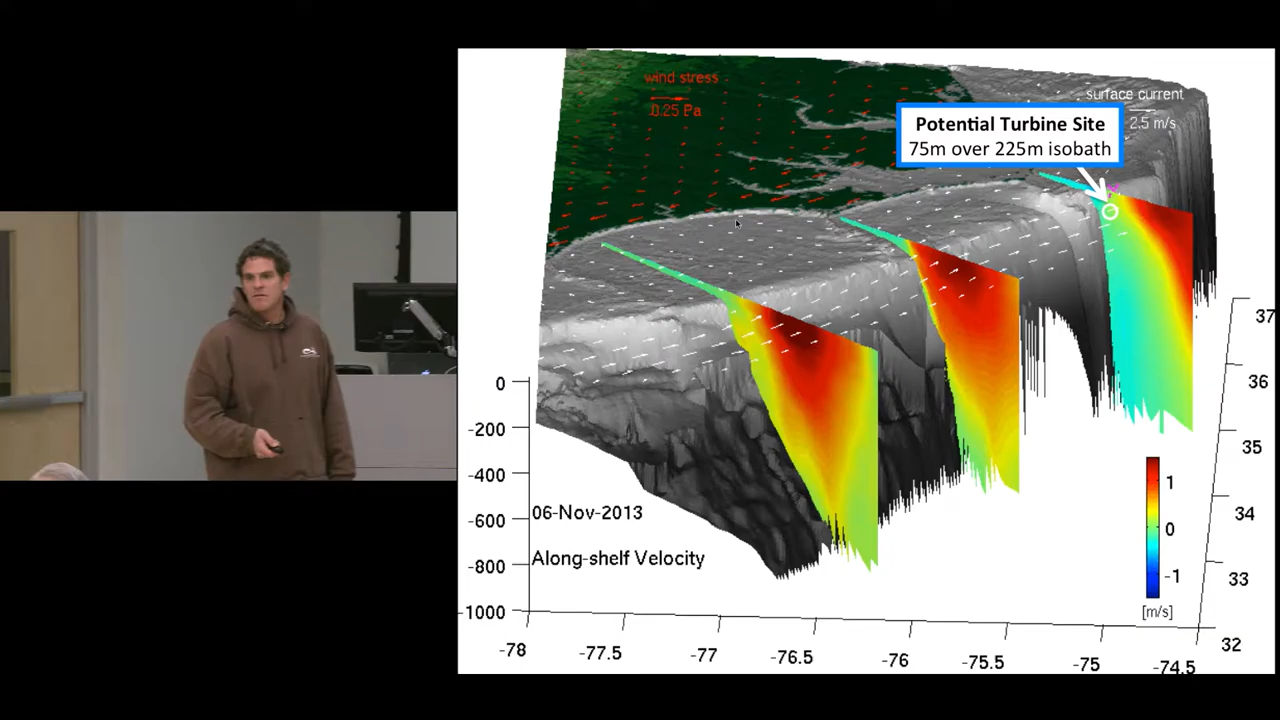 wind stress
0.25 Pa
surface current
2.5 m/s
Potential Turbine Site
75m over 225m isobath
0
-200
-400
-600
-800
-1000
06-Nov-2013
Along-shelf Velocity
1
0
-1
[m/s]
37
36
35
34
33
32
-78
-77.5
-77
-76.5
-76
-75.5
-75
-74.5